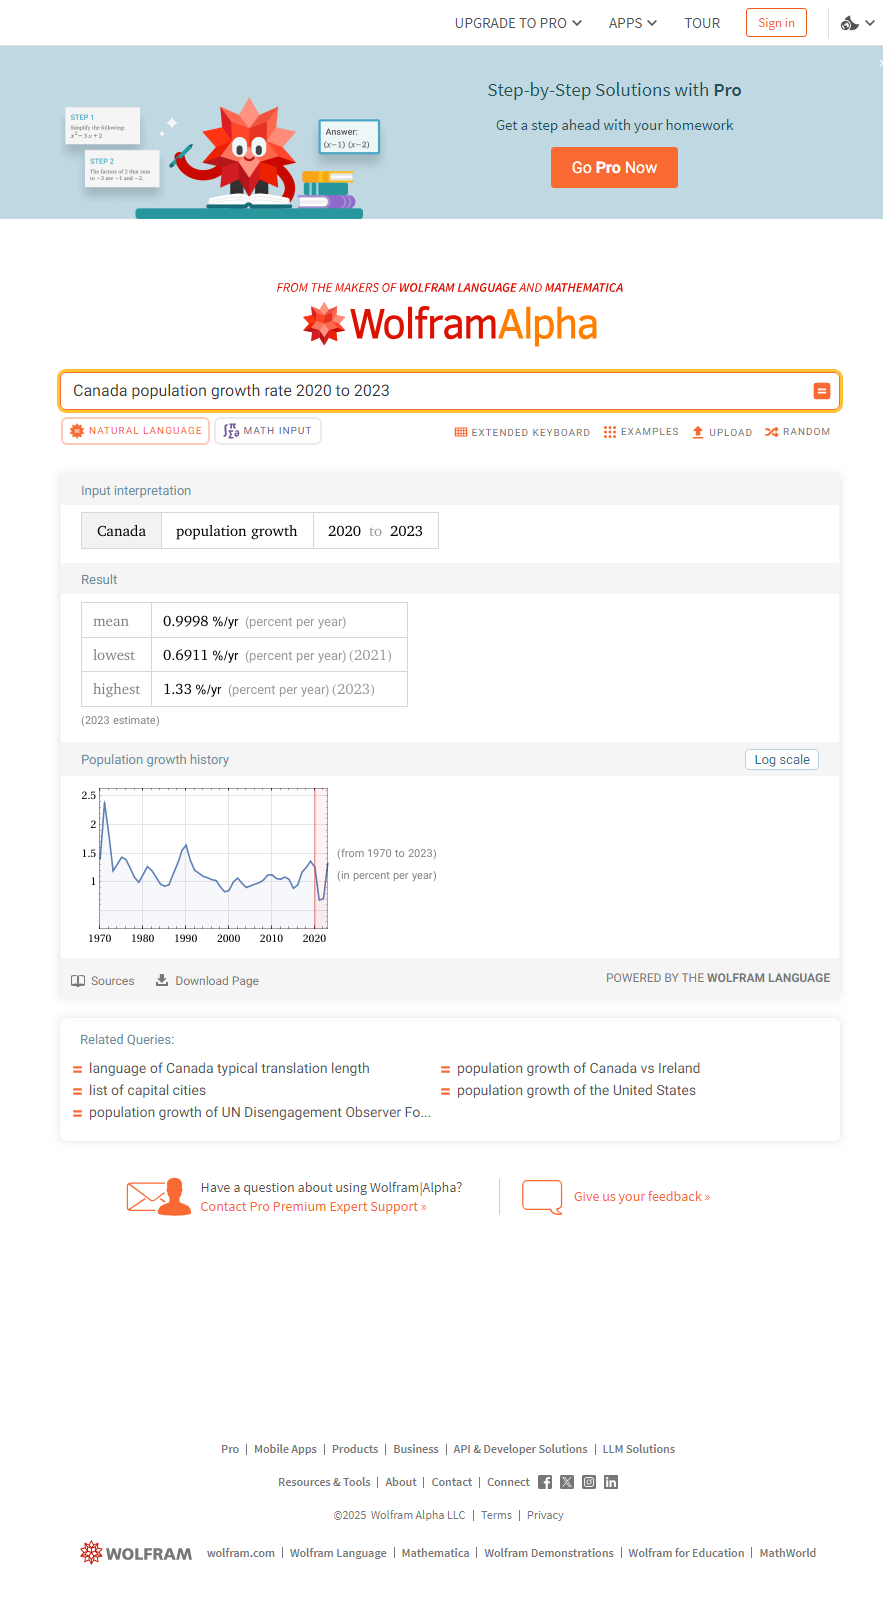 UPGRADE TO PRO
APPS
TOUR
Sign in
STEP 1
Simplify the following:
x² − 3 x + 2
STEP 2
The factors of 2 that sum
to −3 are −1 and −2.
Answer:
(x−1) (x−2)
Step-by-Step Solutions with Pro
Get a step ahead with your homework
Go Pro Now
FROM THE MAKERS OF WOLFRAM LANGUAGE AND MATHEMATICA
WolframAlpha
Canada population growth rate 2020 to 2023
NATURAL LANGUAGE
MATH INPUT
EXTENDED KEYBOARD
EXAMPLES
UPLOAD
RANDOM
Input interpretation
Canada population growth 2020 to 2023
Result
mean 0.9998 %/yr (percent per year)
lowest 0.6911 %/yr (percent per year) (2021)
highest 1.33 %/yr (percent per year) (2023)
(2023 estimate)
Population growth history
Log scale
2.5
2
1.5
1
1970 1980 1990 2000 2010 2020
(from 1970 to 2023)
(in percent per year)
Sources
Download Page
POWERED BY THE WOLFRAM LANGUAGE
Related Queries:
= language of Canada typical translation length
= population growth of Canada vs Ireland
= list of capital cities
= population growth of the United States
= population growth of UN Disengagement Observer Fo...
Have a question about using Wolfram|Alpha?
Contact Pro Premium Expert Support »
Give us your feedback »
Pro | Mobile Apps | Products | Business | API & Developer Solutions | LLM Solutions
Resources & Tools | About | Contact | Connect
©2025 Wolfram Alpha LLC | Terms | Privacy
WOLFRAM
wolfram.com | Wolfram Language | Mathematica | Wolfram Demonstrations | Wolfram for Education | MathWorld